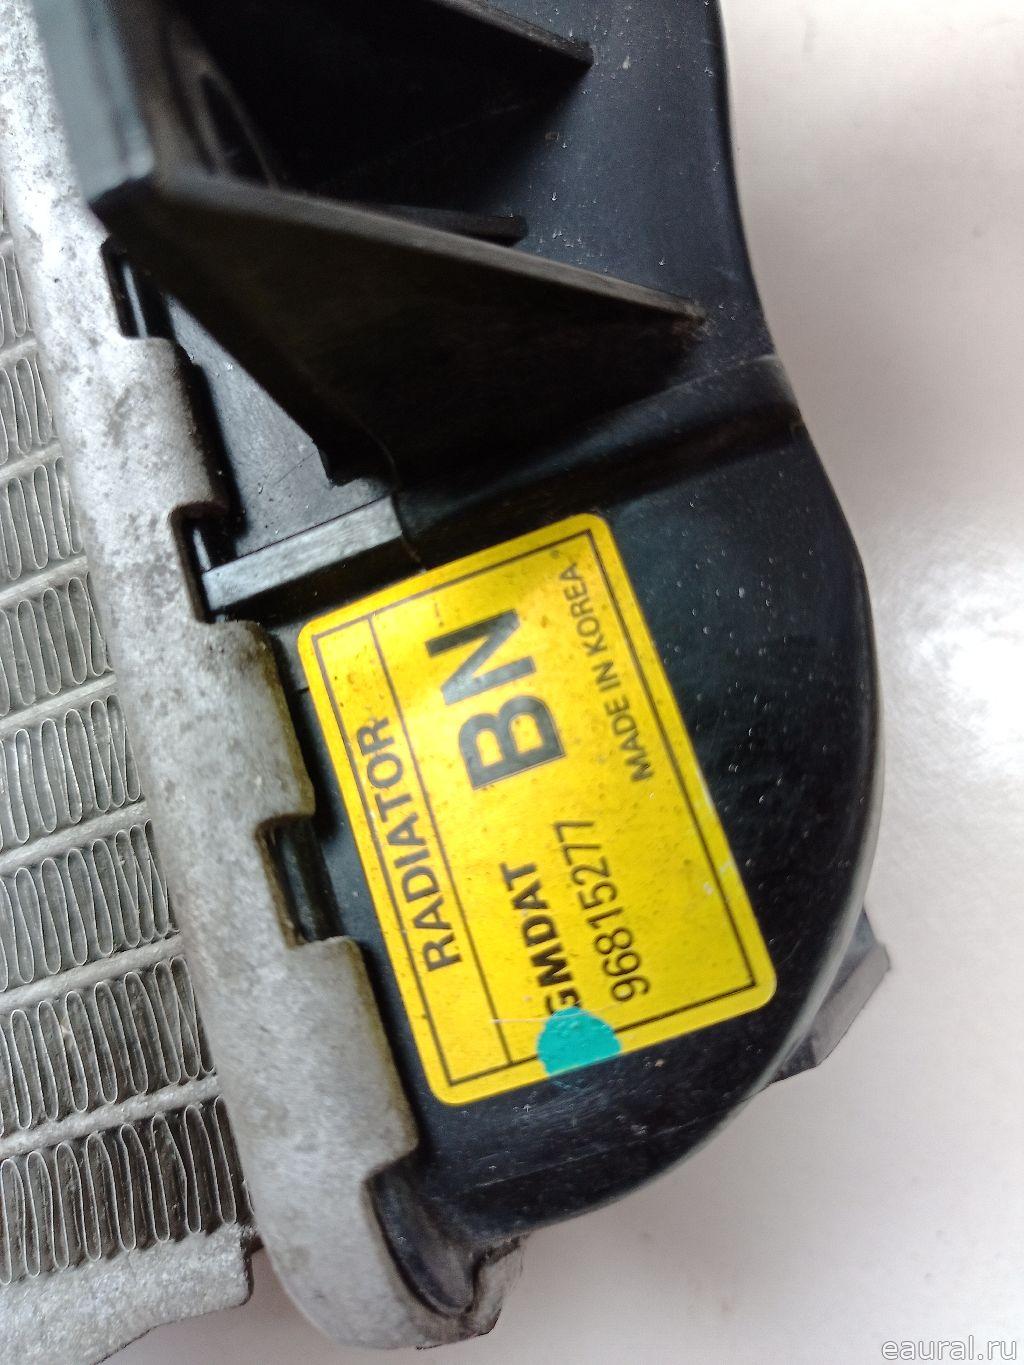 RADIATOR
BN
GMDAT
96815277
MADE IN KOREA
eaural.ru